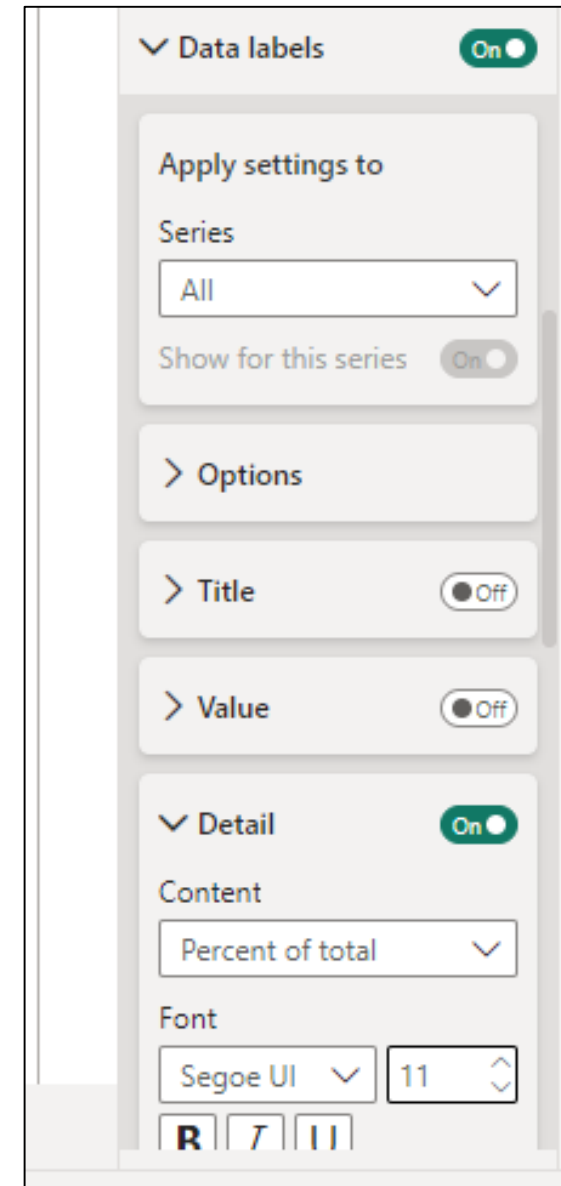 Data labels On
Apply settings to
Series
All
Show for this series On
Options
Title Off
Value Off
Detail On
Content
Percent of total
Font
Segoe UI 11
B I U